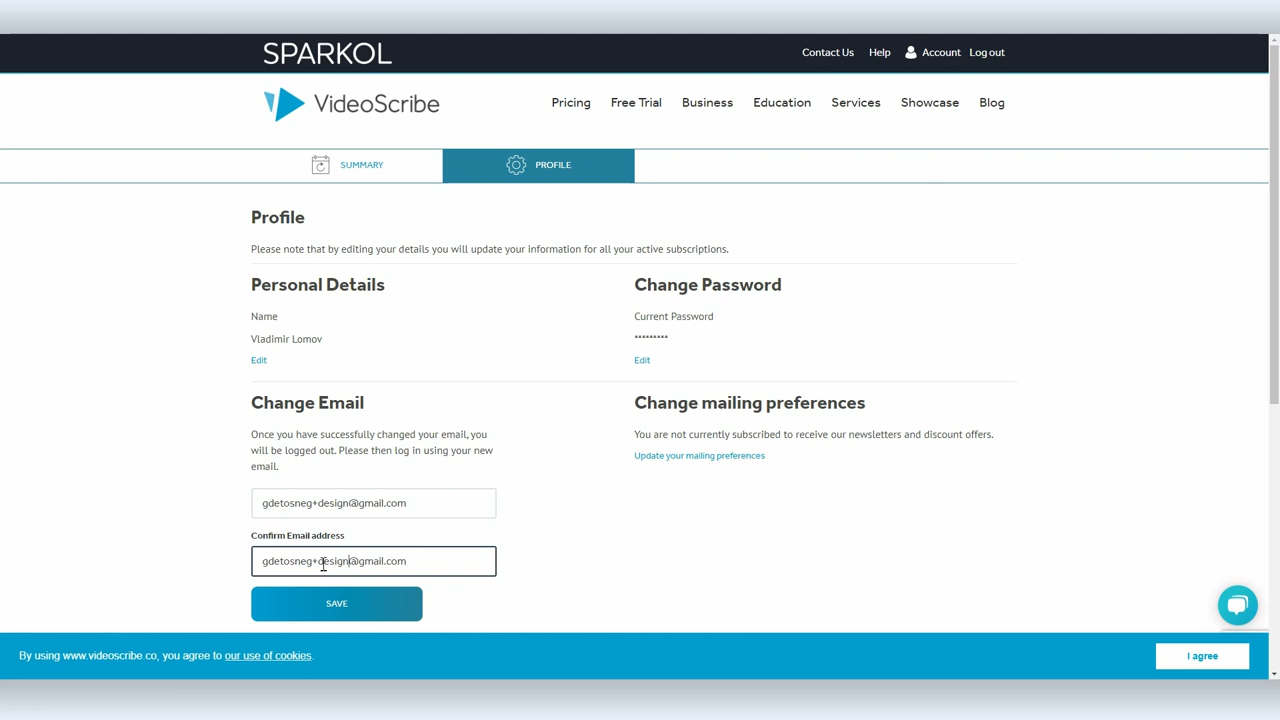 SPARKOL
Contact Us Help Account Log out
VideoScribe
Pricing Free Trial Business Education Services Showcase Blog
SUMMARY PROFILE
Profile
Please note that by editing your details you will update your information for all your active subscriptions.
Personal Details
Name
Vladimir Lomov
Edit
Change Password
Current Password
*********
Edit
Change Email
Once you have successfully changed your email, you
will be logged out. Please then log in using your new
email.
gdetosneg+design@gmail.com
Confirm Email address
gdetosneg+design@gmail.com
SAVE
Change mailing preferences
You are not currently subscribed to receive our newsletters and discount offers.
Update your mailing preferences
By using www.videoscribe.co, you agree to our use of cookies.
I agree